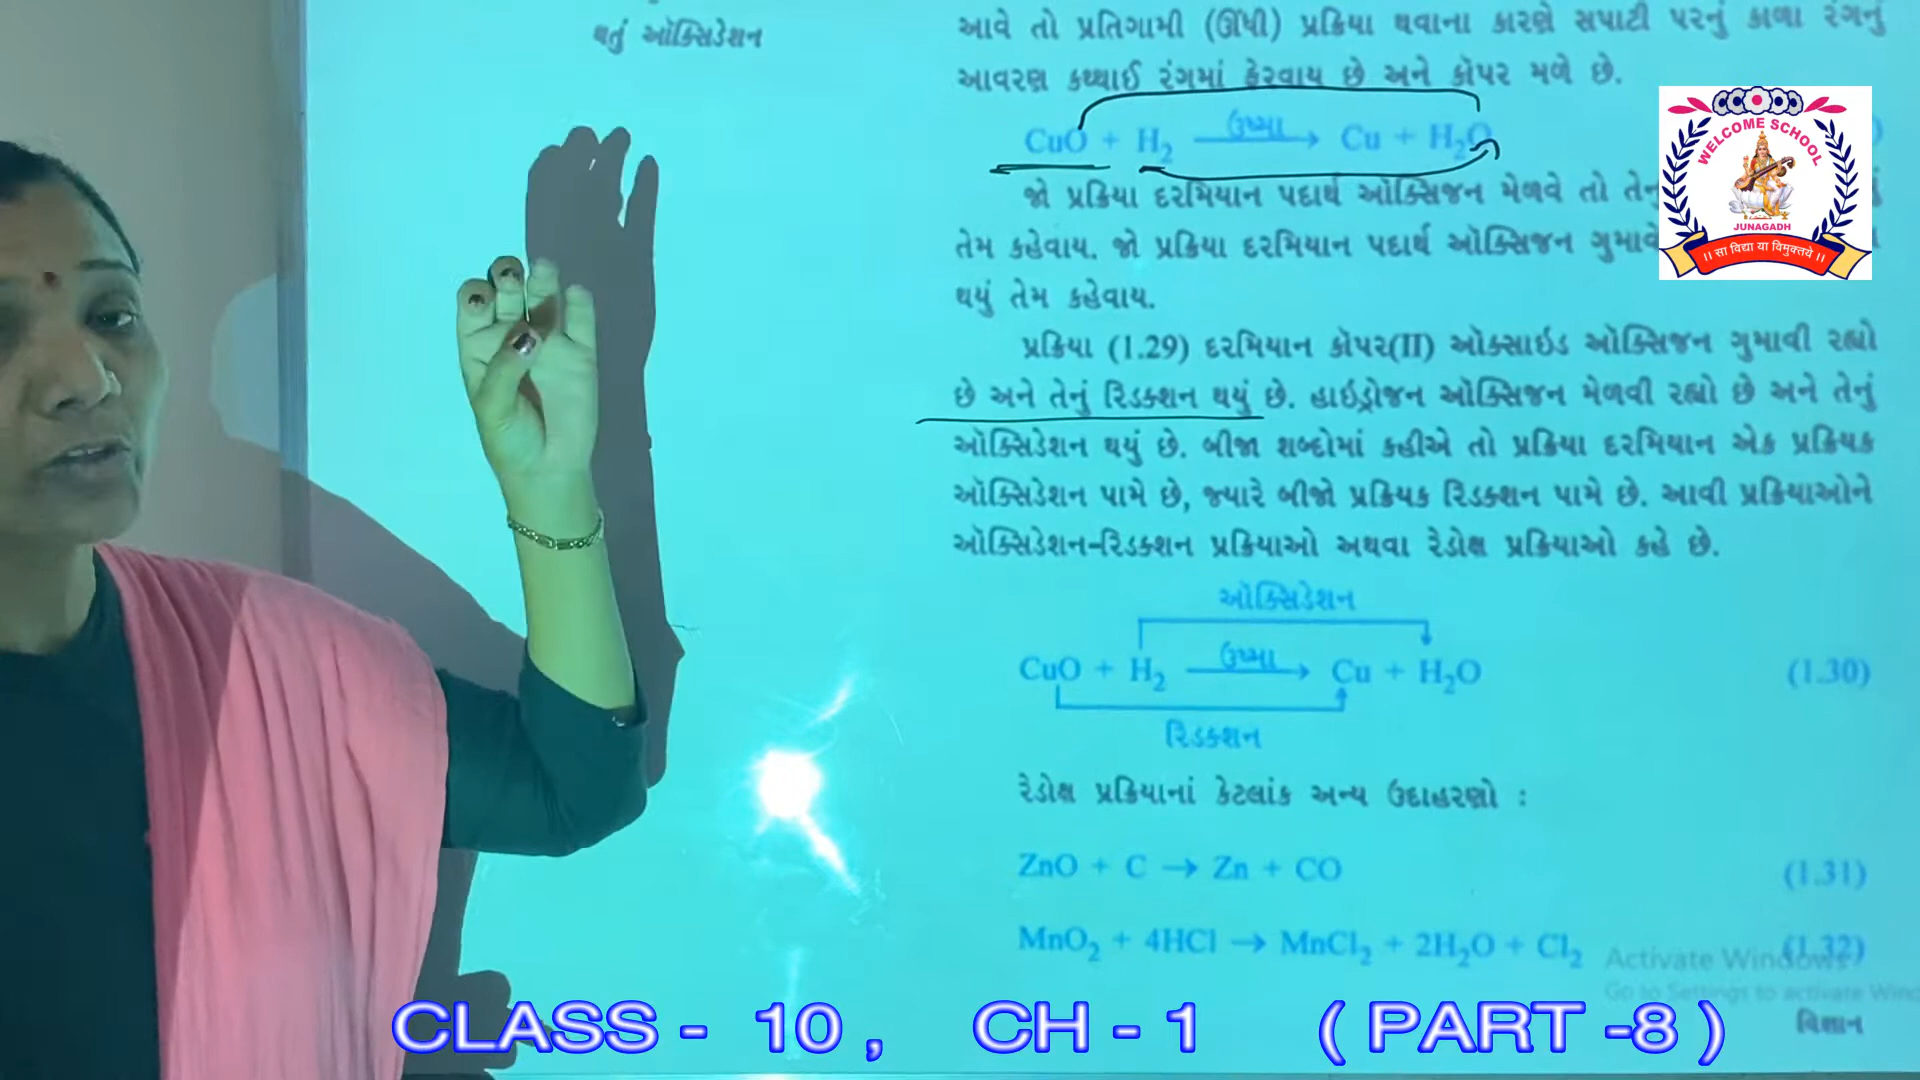 થતું ઑક્સિડેશન
આવે તો પ્રતિગામી (ઊંધી) પ્રક્રિયા થવાના કારણે સપાટી પરનું કાળા રંગનું
આવરણ કથ્થાઈ રંગમાં ફેરવાય છે અને કૉપર મળે છે.
ઉષ્મા
CuO + H₂ ⟶ Cu + H₂O
જો પ્રક્રિયા દરમિયાન પદાર્થ ઑક્સિજન મેળવે તો
તેમ કહેવાય. જો પ્રક્રિયા દરમિયાન પદાર્થ ઑક્સિજન
થયું તેમ કહેવાય.
પ્રક્રિયા (1.29) દરમિયાન કૉપર(II) ઑક્સાઇડ ઑક્સિજન ગુમાવી રહ્યો
છે અને તેનું રિડક્શન થયું છે. હાઇડ્રોજન ઑક્સિજન મેળવી રહ્યો છે અને તેનું
ઑક્સિડેશન થયું છે. બીજા શબ્દોમાં કહીએ તો પ્રક્રિયા દરમિયાન એક પ્રક્રિયક
ઑક્સિડેશન પામે છે, જ્યારે બીજો પ્રક્રિયક રિડક્શન પામે છે. આવી પ્રક્રિયાઓને
ઑક્સિડેશન-રિડક્શન પ્રક્રિયાઓ અથવા રેડોક્ષ પ્રક્રિયાઓ કહે છે.
ઑક્સિડેશન
ઉષ્મા
CuO + H₂ ⟶ Cu + H₂O (1.30)
રિડક્શન
રેડોક્ષ પ્રક્રિયાનાં કેટલાંક અન્ય ઉદાહરણો :
ZnO + C → Zn + CO (1.31)
MnO₂ + 4HCl → MnCl₂ + 2H₂O + Cl₂ (1.32)
Activate Windows
Go to Settings to activate Wind
વિજ્ઞાન
WELCOME SCHOOL
JUNAGADH
।। सा विद्या या विमुक्तये ।।
CLASS - 10 , CH - 1 ( PART -8 )